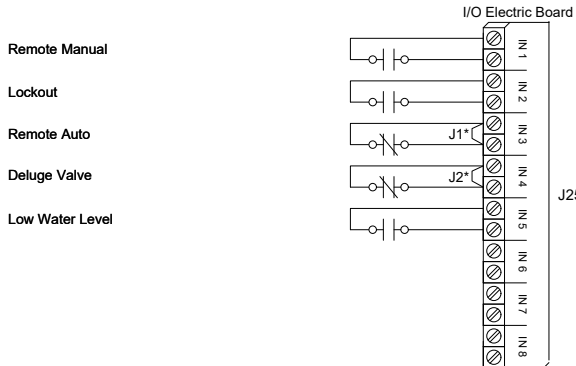 I/O Electric Board
Remote Manual
IN 1
Lockout
IN 2
Remote Auto
J1*
IN 3
Deluge Valve
J2*
IN 4
J25
Low Water Level
IN 5
IN 6
IN 7
IN 8